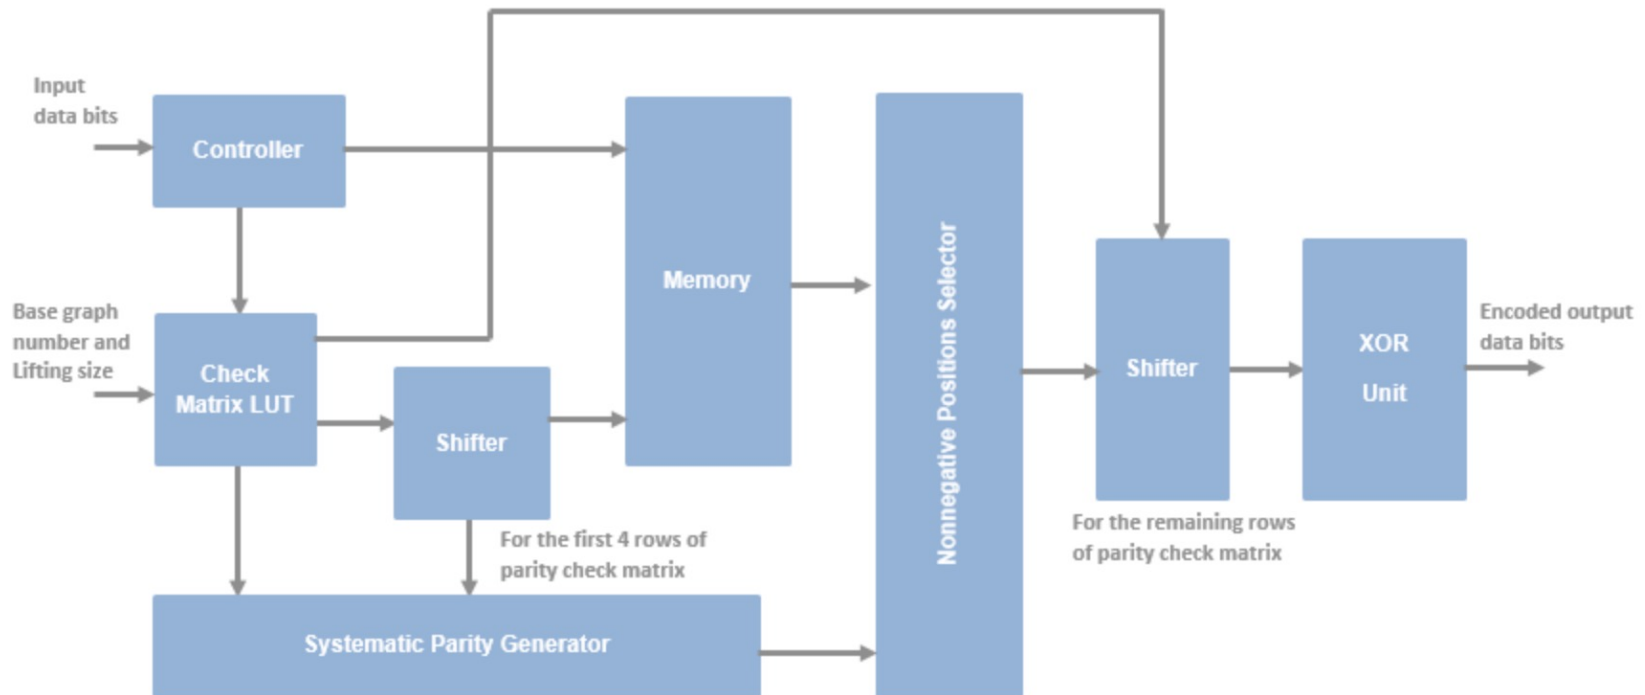 Input
data bits
Controller
Memory
Nonnegative Positions Selector
Base graph
number and
Lifting size
Check
Matrix LUT
Shifter
For the first 4 rows of
parity check matrix
Systematic Parity Generator
Shifter
For the remaining rows
of parity check matrix
XOR
Unit
Encoded output
data bits